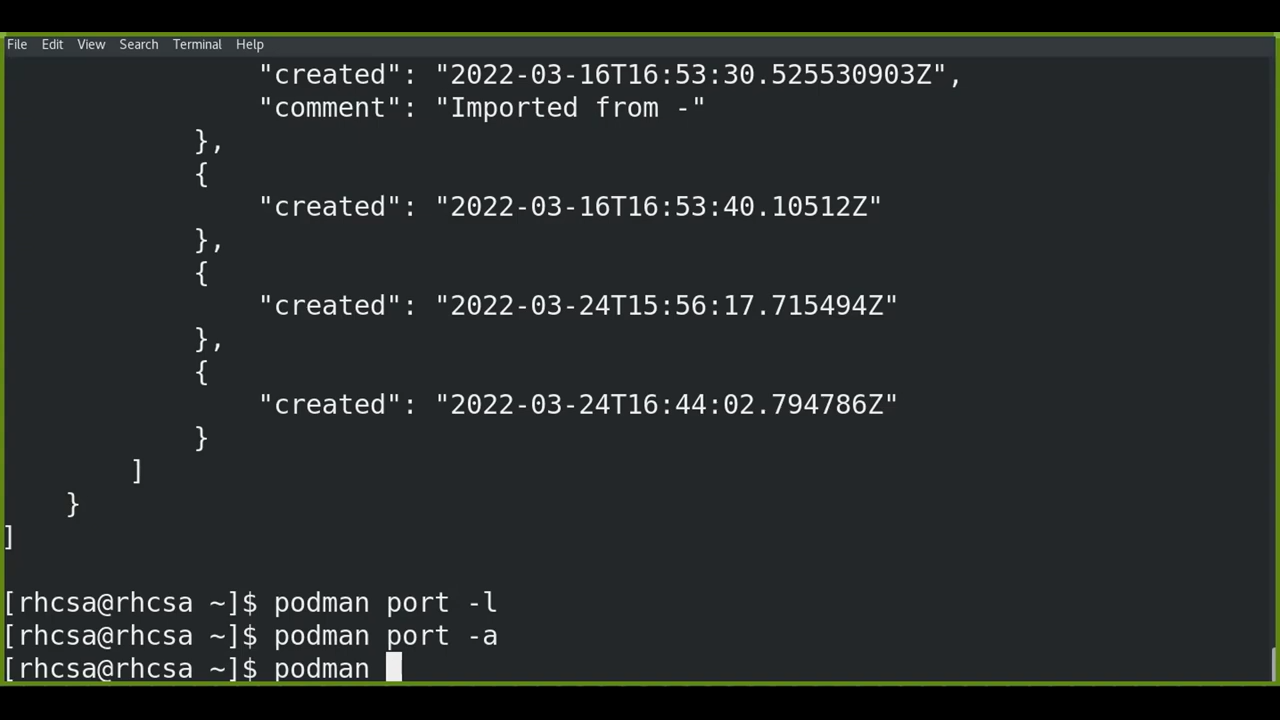 File Edit View Search Terminal Help
"created": "2022-03-16T16:53:30.525530903Z",
"comment": "Imported from -"
},
{
"created": "2022-03-16T16:53:40.10512Z"
},
{
"created": "2022-03-24T15:56:17.715494Z"
},
{
"created": "2022-03-24T16:44:02.794786Z"
}
]
}
]
[rhcsa@rhcsa ~]$ podman port -l
[rhcsa@rhcsa ~]$ podman port -a
[rhcsa@rhcsa ~]$ podman